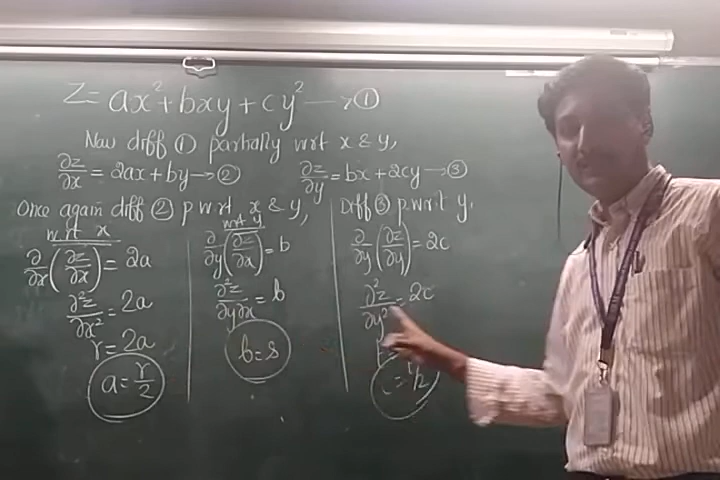 Z = ax² + bxy + cy² → ①
Now diff ① partially wrt x & y,
∂z/∂x = 2ax + by → ② ∂z/∂y = bx + 2cy → ③
Once again diff ② p wrt x & y, Diff ③ p wrt y.
wrt x
∂/∂x (∂z/∂x) = 2a
∂²z/∂x² = 2a
r = 2a
a = r/2
wrt y
∂/∂y (∂z/∂x) = b
∂²z/∂y∂x = b
b = s
∂/∂y (∂z/∂y) = 2c
∂²z/∂y² = 2c
c = t/2